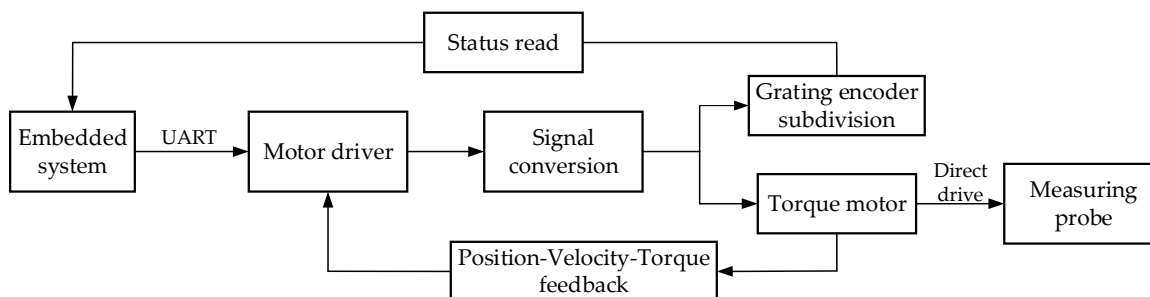 Status read
Grating encoder
subdivision
Embedded
system
UART
Motor driver
Signal
conversion
Torque motor
Direct
drive
Measuring
probe
Position-Velocity-Torque
feedback